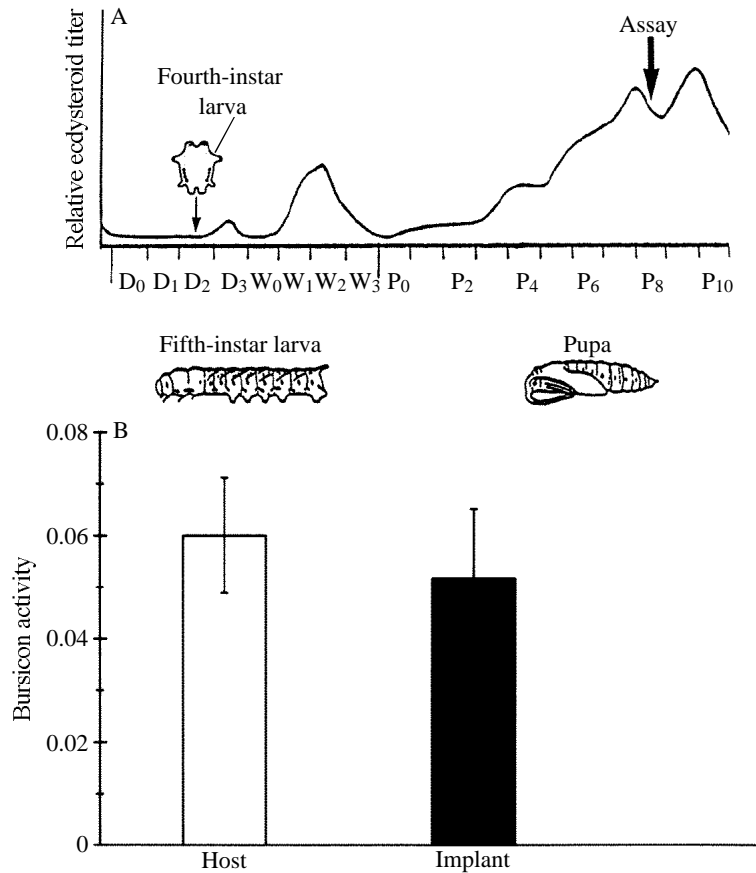 A
Assay
Fourth-instar
larva
Relative ecdysteroid titer
D0 D1 D2 D3 W0 W1 W2 W3 P0 P2 P4 P6 P8 P10
Fifth-instar larva
Pupa
B
0.08
0.06
0.04
0.02
0
Bursicon activity
Host
Implant